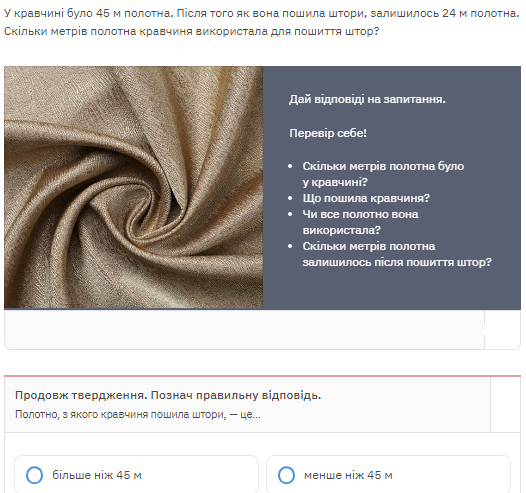 У кравчині було 45 м полотна. Після того як вона пошила штори, залишилось 24 м полотна.
Скільки метрів полотна кравчиня використала для пошиття штор?
Дай відповіді на запитання.
Перевір себе!
• Скільки метрів полотна було
у кравчині?
• Що пошила кравчиня?
• Чи все полотно вона
використала?
• Скільки метрів полотна
залишилось після пошиття штор?
Продовж твердження. Познач правильну відповідь.
Полотно, з якого кравчиня пошила штори, — це...
більше ніж 45 м
менше ніж 45 м